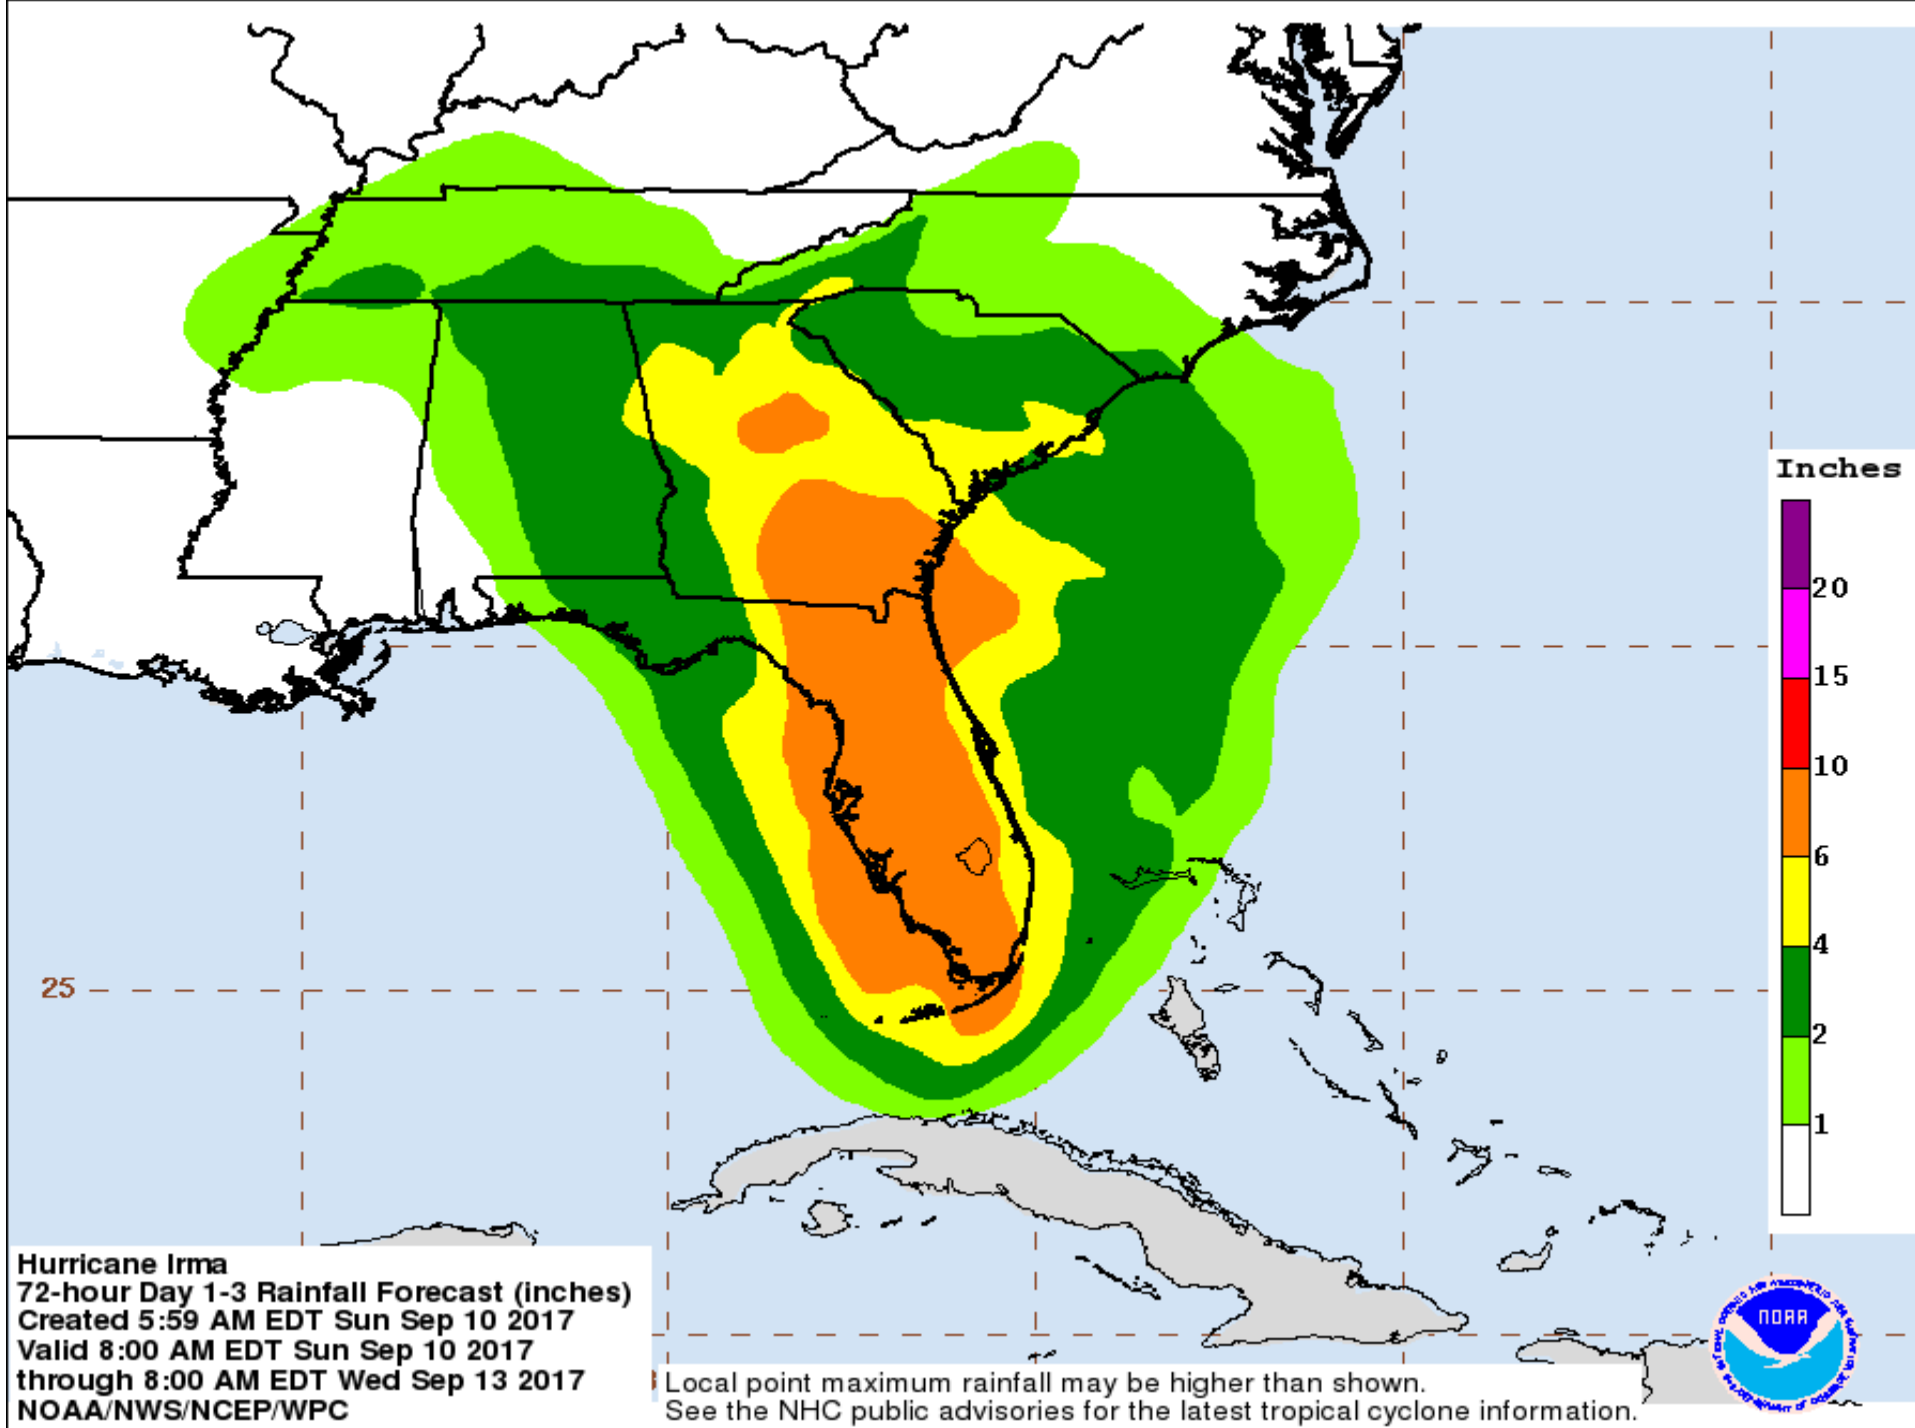 Inches
20
15
10
6
4
2
1
25
Hurricane Irma
72-hour Day 1-3 Rainfall Forecast (inches)
Created 5:59 AM EDT Sun Sep 10 2017
Valid 8:00 AM EDT Sun Sep 10 2017
through 8:00 AM EDT Wed Sep 13 2017
NOAA/NWS/NCEP/WPC
Local point maximum rainfall may be higher than shown.
See the NHC public advisories for the latest tropical cyclone information.
NOAA